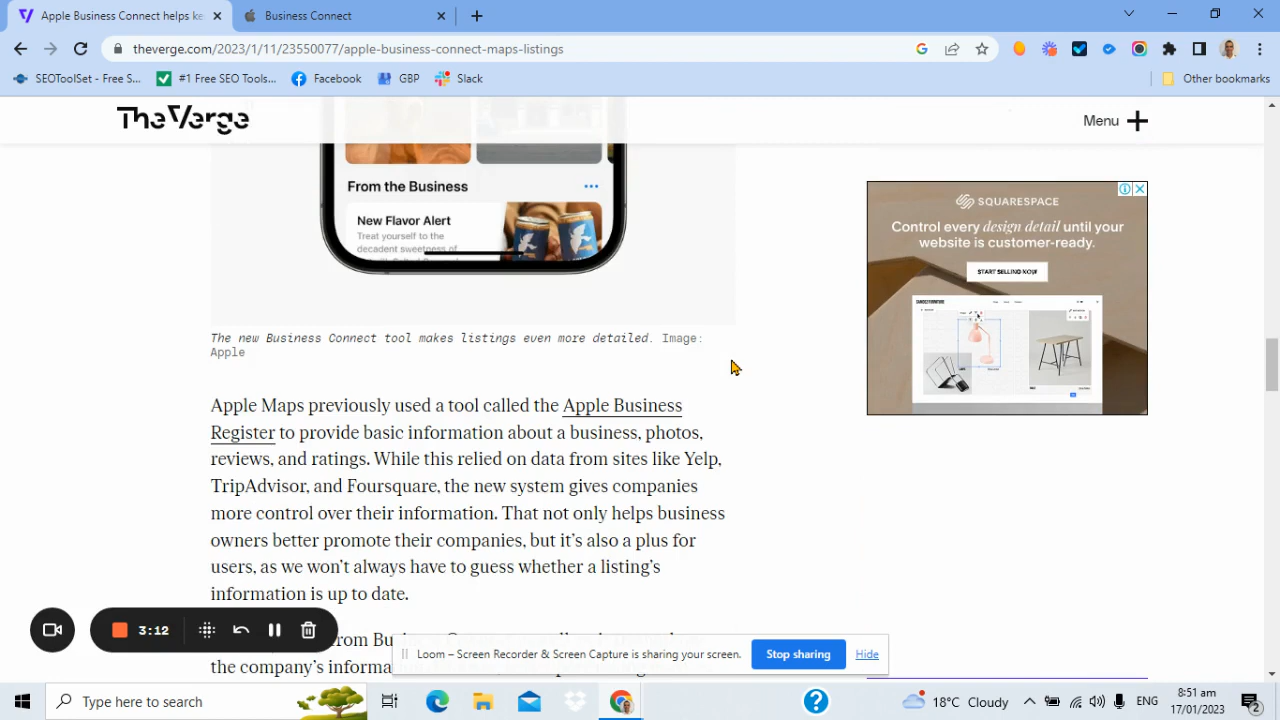 Apple Business Connect helps ke
Business Connect
theverge.com/2023/1/11/23550077/apple-business-connect-maps-listings
SEOToolSet - Free S...
#1 Free SEO Tools...
Facebook
GBP
Slack
Other bookmarks
The Verge
Menu
From the Business
New Flavor Alert
Treat yourself to the
decadent sweetness of
SQUARESPACE
Control every design detail until your
website is customer-ready.
START SELLING NOW
The new Business Connect tool makes listings even more detailed. Image:
Apple
Apple Maps previously used a tool called the Apple Business
Register to provide basic information about a business, photos,
reviews, and ratings. While this relied on data from sites like Yelp,
TripAdvisor, and Foursquare, the new system gives companies
more control over their information. That not only helps business
owners better promote their companies, but it's also a plus for
users, as we won't always have to guess whether a listing's
information is up to date.
3:12
the company's informa
Loom – Screen Recorder & Screen Capture is sharing your screen.
Stop sharing
Hide
Type here to search
18°C Cloudy
ENG
8:51 am
17/01/2023
2